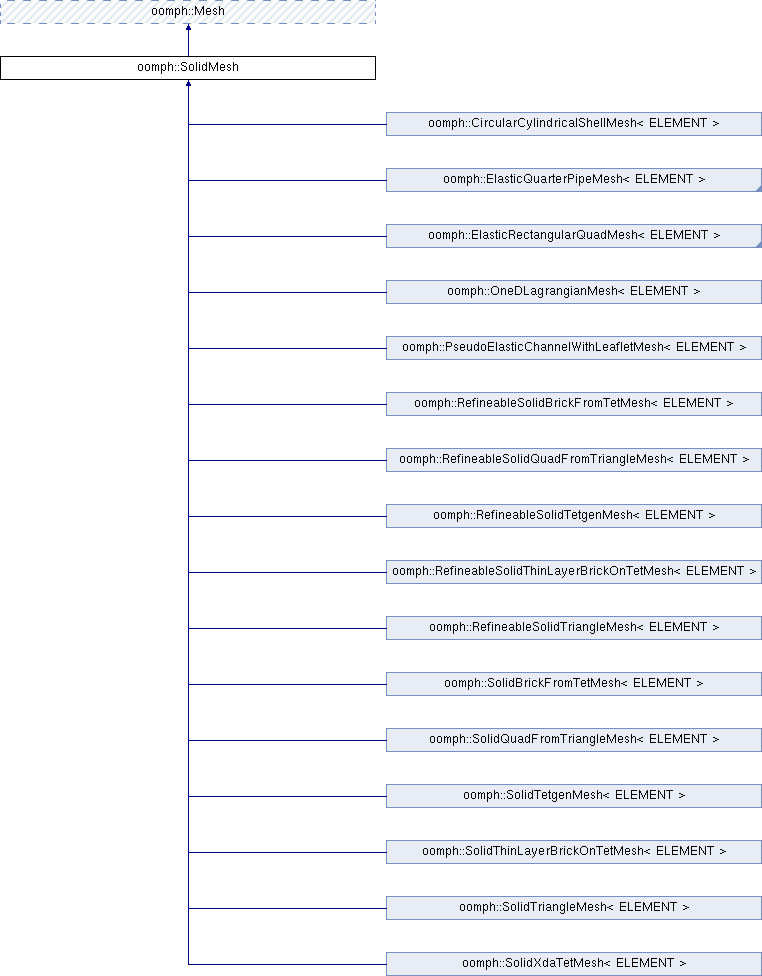 oomph::Mesh
oomph::SolidMesh
oomph::CircularCylindricalShellMesh< ELEMENT >
oomph::ElasticQuarterPipeMesh< ELEMENT >
oomph::ElasticRectangularQuadMesh< ELEMENT >
oomph::OneDLagrangianMesh< ELEMENT >
oomph::PseudoElasticChannelWithLeafletMesh< ELEMENT >
oomph::RefineableSolidBrickFromTetMesh< ELEMENT >
oomph::RefineableSolidQuadFromTriangleMesh< ELEMENT >
oomph::RefineableSolidTetgenMesh< ELEMENT >
oomph::RefineableSolidThinLayerBrickOnTetMesh< ELEMENT >
oomph::RefineableSolidTriangleMesh< ELEMENT >
oomph::SolidBrickFromTetMesh< ELEMENT >
oomph::SolidQuadFromTriangleMesh< ELEMENT >
oomph::SolidTetgenMesh< ELEMENT >
oomph::SolidThinLayerBrickOnTetMesh< ELEMENT >
oomph::SolidTriangleMesh< ELEMENT >
oomph::SolidXdaTetMesh< ELEMENT >